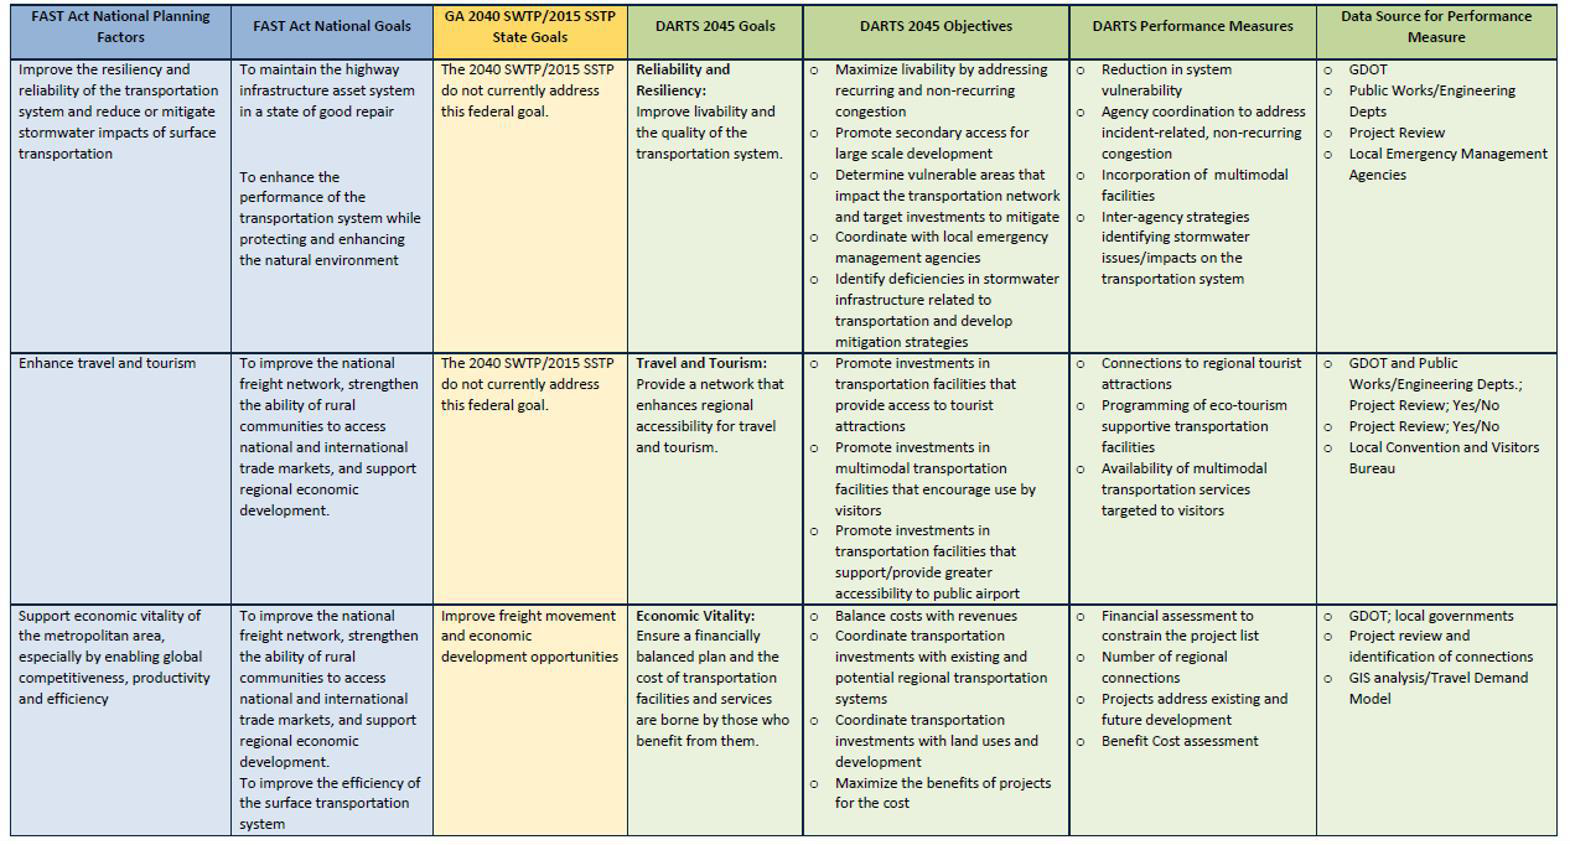 FAST Act National Planning
Factors
FAST Act National Goals
GA 2040 SWTP/2015 SSTP
State Goals
DARTS 2045 Goals
DARTS 2045 Objectives
DARTS Performance Measures
Data Source for Performance
Measure
Improve the resiliency and
reliability of the transportation
system and reduce or mitigate
stormwater impacts of surface
transportation
To maintain the highway
infrastructure asset system
in a state of good repair
To enhance the
performance of the
transportation system while
protecting and enhancing
the natural environment
The 2040 SWTP/2015 SSTP
do not currently address
this federal goal.
Reliability and
Resiliency:
Improve livability and
the quality of the
transportation system.
o Maximize livability by addressing
recurring and non-recurring
congestion
o Promote secondary access for
large scale development
o Determine vulnerable areas that
impact the transportation network
and target investments to mitigate
o Coordinate with local emergency
management agencies
o Identify deficiencies in stormwater
infrastructure related to
transportation and develop
mitigation strategies
o Reduction in system
vulnerability
o Agency coordination to address
incident-related, non-recurring
congestion
o Incorporation of multimodal
facilities
o Inter-agency strategies
identifying stormwater
issues/impacts on the
transportation system
o GDOT
o Public Works/Engineering
Depts
o Project Review
o Local Emergency Management
Agencies
Enhance travel and tourism
To improve the national
freight network, strengthen
the ability of rural
communities to access
national and international
trade markets, and support
regional economic
development.
The 2040 SWTP/2015 SSTP
do not currently address
this federal goal.
Travel and Tourism:
Provide a network that
enhances regional
accessibility for travel
and tourism.
o Promote investments in
transportation facilities that
provide access to tourist
attractions
o Promote investments in
multimodal transportation
facilities that encourage use by
visitors
o Promote investments in
transportation facilities that
support/provide greater
accessibility to public airport
o Connections to regional tourist
attractions
o Programming of eco-tourism
supportive transportation
facilities
o Availability of multimodal
transportation services
targeted to visitors
o GDOT and Public
Works/Engineering Depts.;
Project Review; Yes/No
o Project Review; Yes/No
o Local Convention and Visitors
Bureau
Support economic vitality of
the metropolitan area,
especially by enabling global
competitiveness, productivity
and efficiency
To improve the national
freight network, strengthen
the ability of rural
communities to access
national and international
trade markets, and support
regional economic
development.
To improve the efficiency of
the surface transportation
system
Improve freight movement
and economic
development opportunities
Economic Vitality:
Ensure a financially
balanced plan and the
cost of transportation
facilities and services
are borne by those who
benefit from them.
o Balance costs with revenues
o Coordinate transportation
investments with existing and
potential regional transportation
systems
o Coordinate transportation
investments with land uses and
development
o Maximize the benefits of projects
for the cost
o Financial assessment to
constrain the project list
o Number of regional
connections
o Projects address existing and
future development
o Benefit Cost assessment
o GDOT; local governments
o Project review and
identification of connections
o GIS analysis/Travel Demand
Model